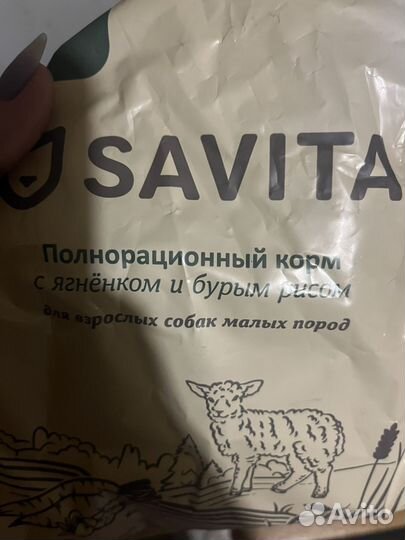 SAVITA
Полнорационный корм
с ягнёнком и бурым рисом
для взрослых собак малых пород
Avito